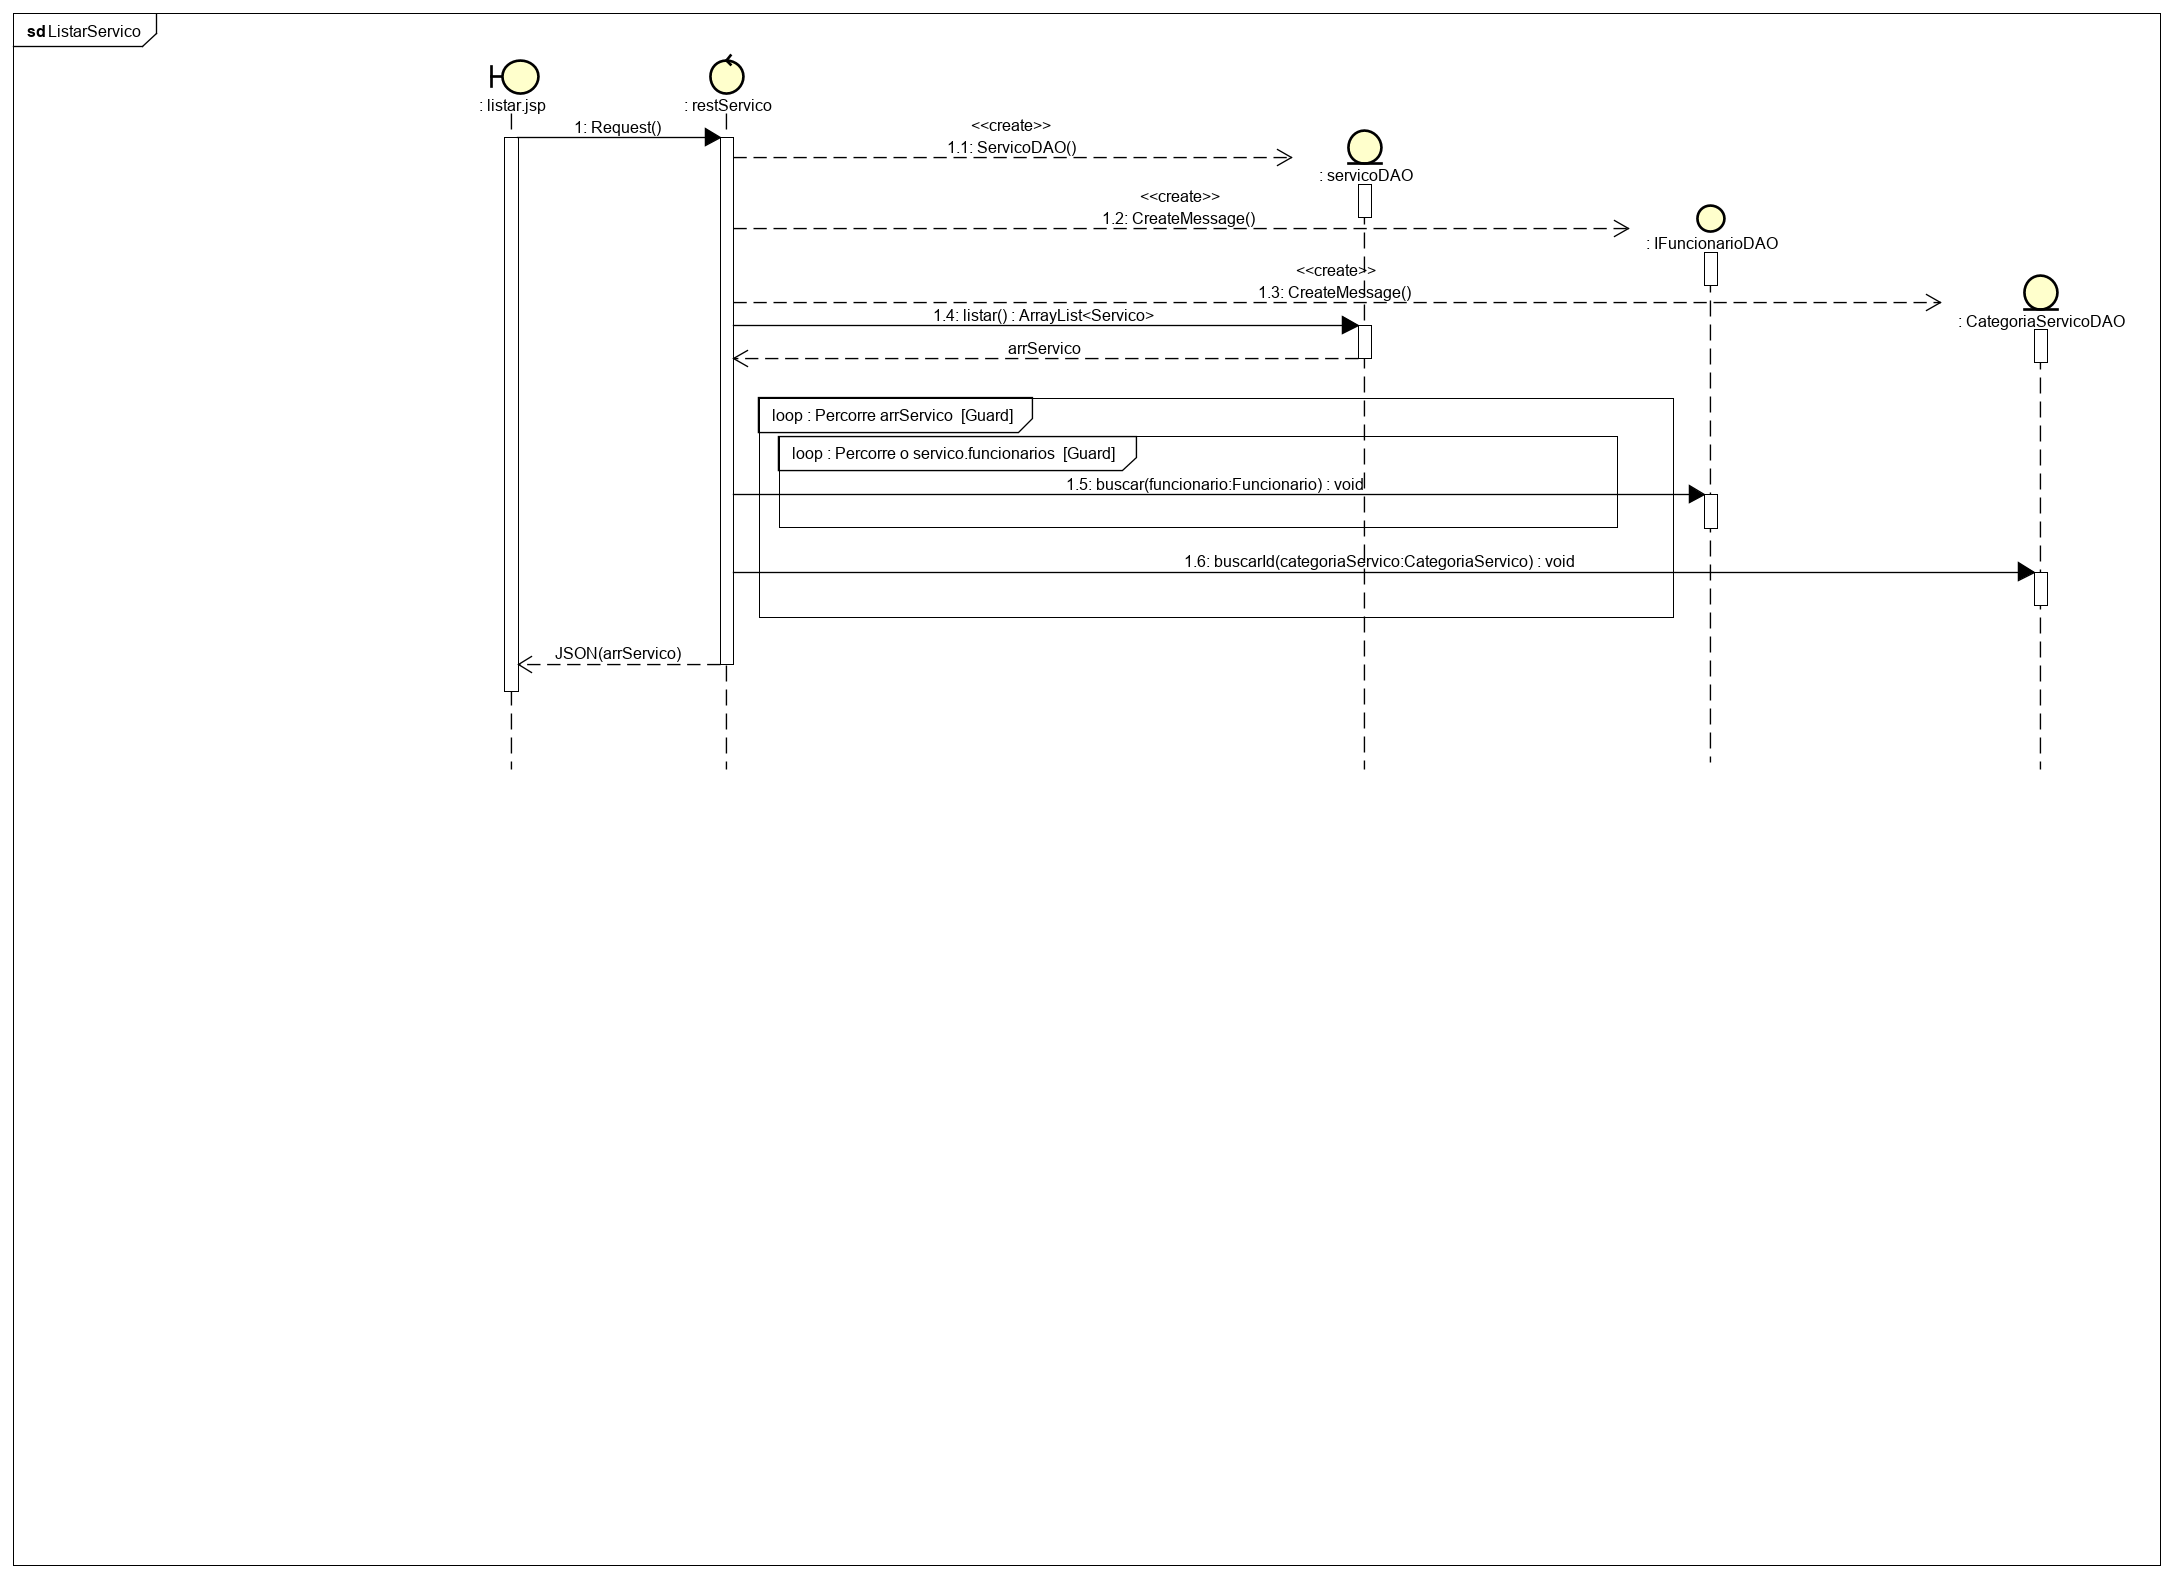 sd ListarServico
: listar.jsp
: restServico
1: Request()
<<create>>
1.1: ServicoDAO()
: servicoDAO
<<create>>
1.2: CreateMessage()
: IFuncionarioDAO
<<create>>
1.3: CreateMessage()
: CategoriaServicoDAO
1.4: listar() : ArrayList<Servico>
arrServico
loop : Percorre arrServico [Guard]
loop : Percorre o servico.funcionarios [Guard]
1.5: buscar(funcionario:Funcionario) : void
1.6: buscarId(categoriaServico:CategoriaServico) : void
JSON(arrServico)